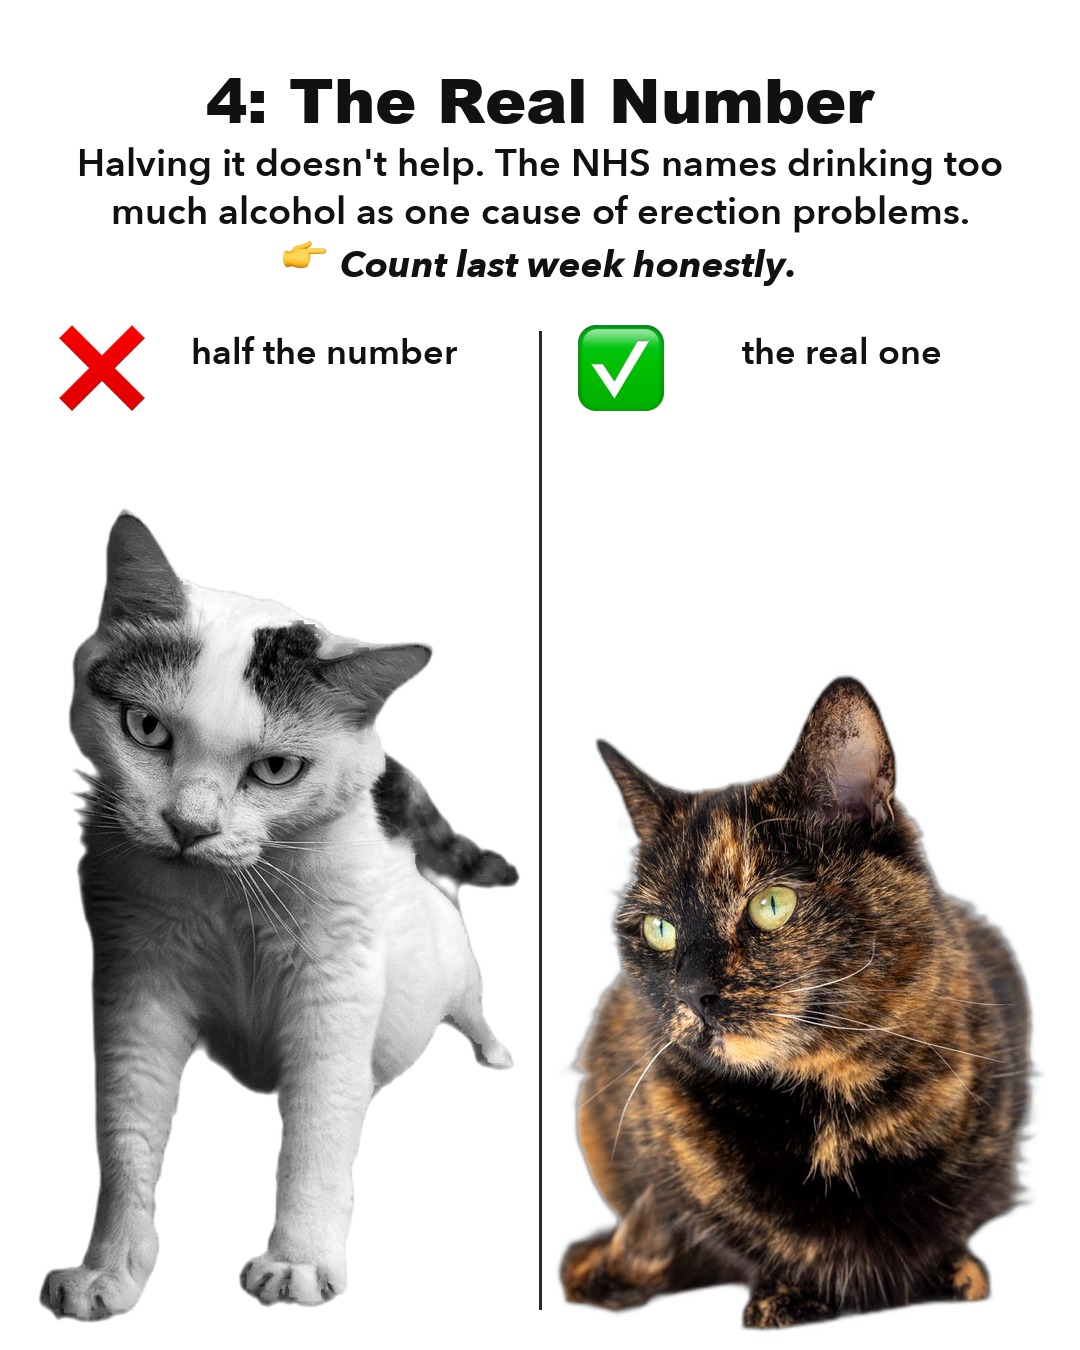 4: The Real Number
Halving it doesn't help. The NHS names drinking too
much alcohol as one cause of erection problems.
👉 Count last week honestly.
❌ half the number
✅ the real one